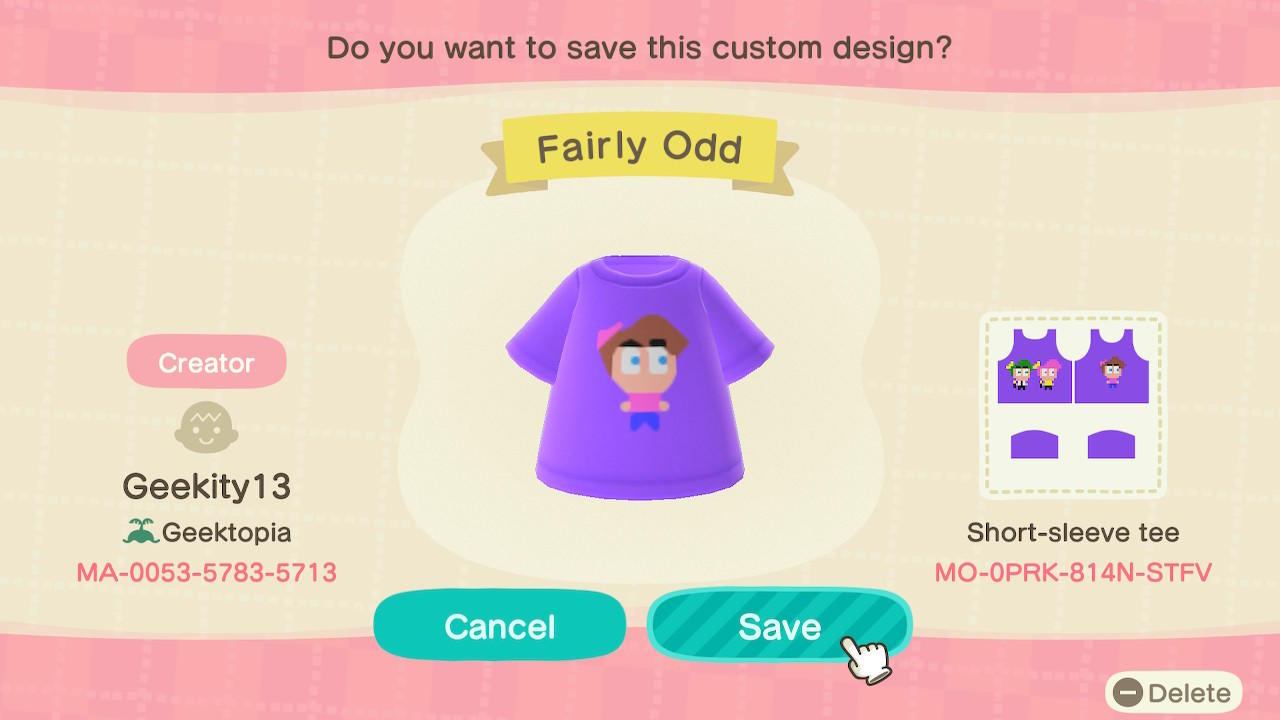 Do you want to save this custom design?
Fairly Odd
Creator
Geekity13
Geektopia
MA-0053-5783-5713
Short-sleeve tee
MO-0PRK-814N-STFV
Cancel
Save
Delete